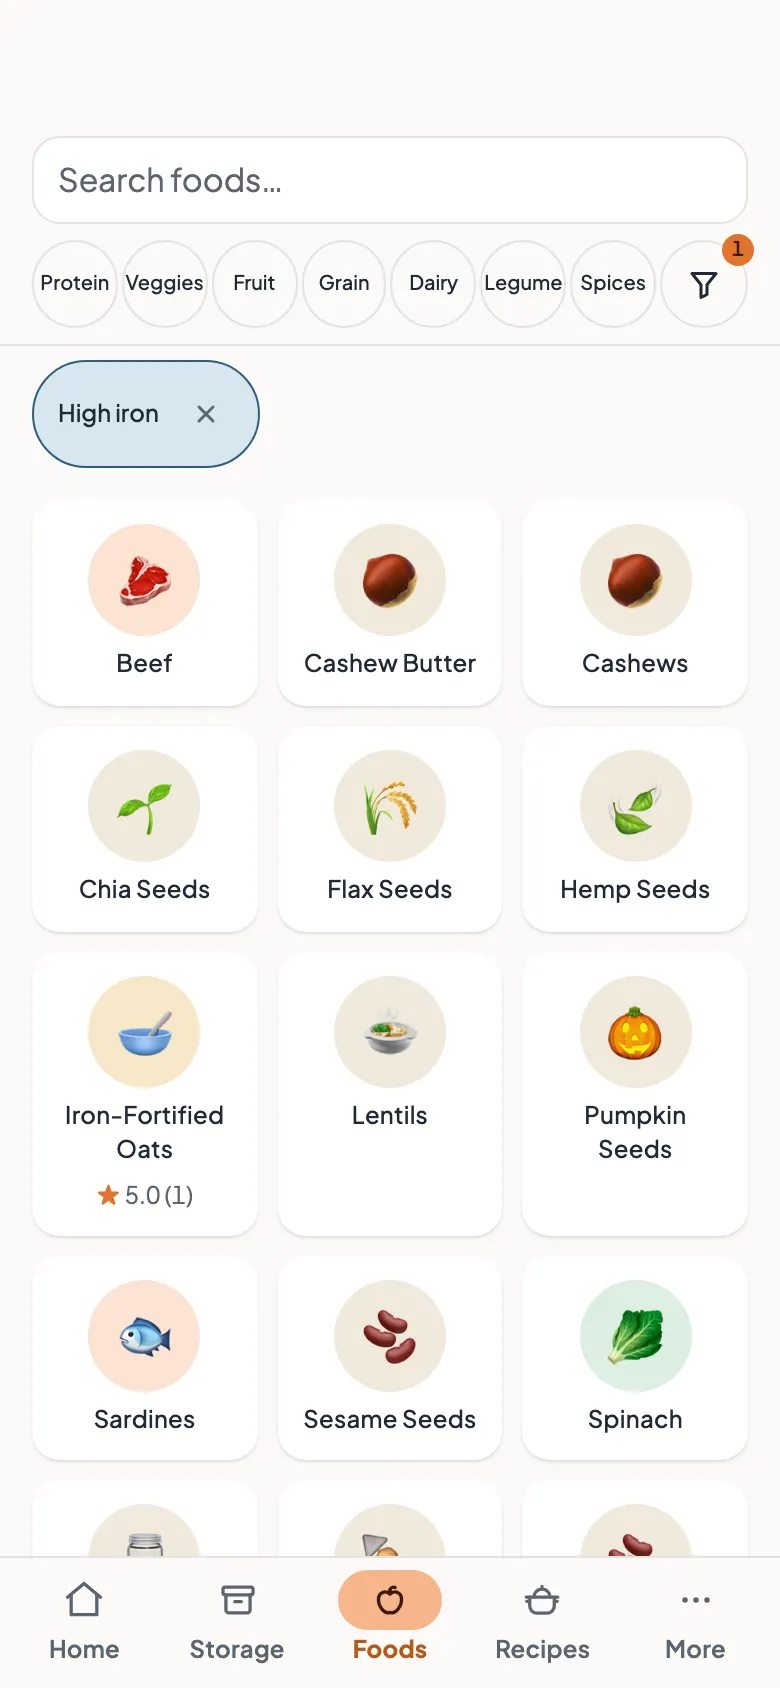 Search foods...
Protein
Veggies
Fruit
Grain
Dairy
Legume
Spices
1
High iron
Beef
Cashew Butter
Cashews
Chia Seeds
Flax Seeds
Hemp Seeds
Iron-Fortified
Oats
5.0 (1)
Lentils
Pumpkin
Seeds
Sardines
Sesame Seeds
Spinach
Home
Storage
Foods
Recipes
More